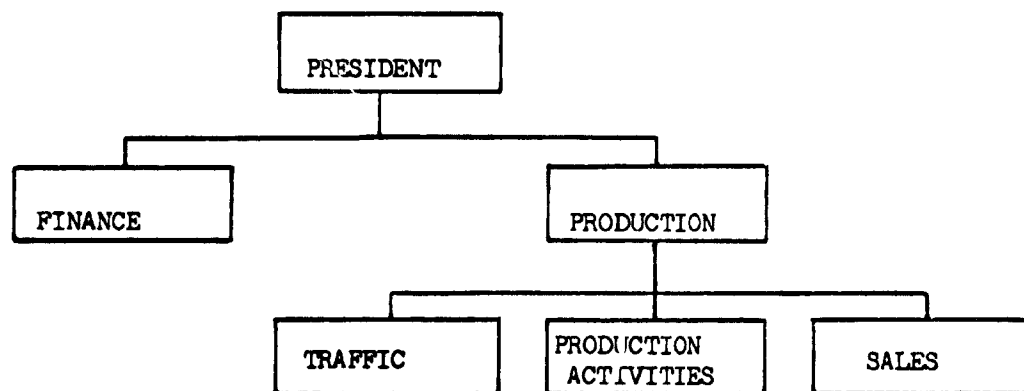 PRESIDENT
FINANCE
PRODUCTION
TRAFFIC
PRODUCTION
ACTIVITIES
SALES